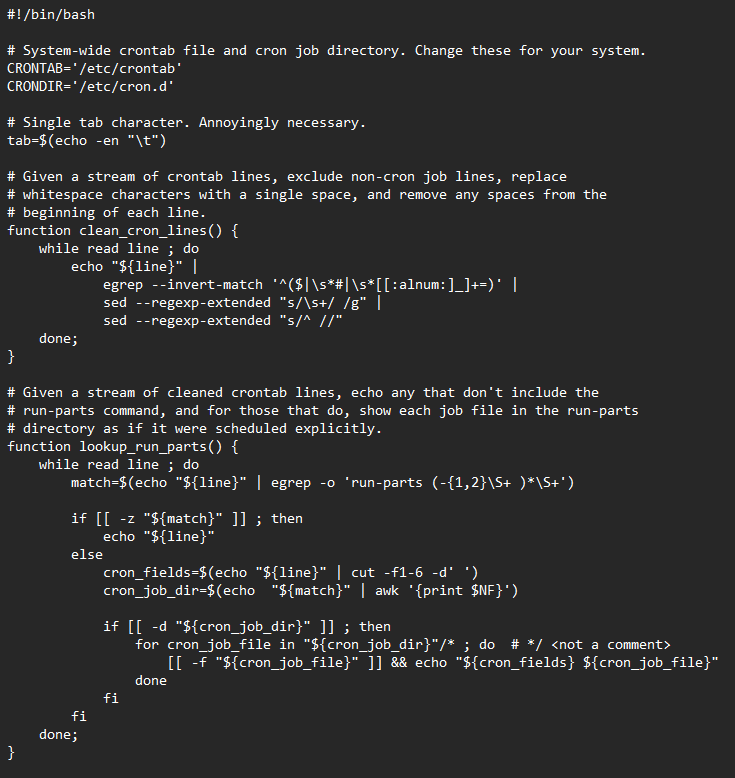 #!/bin/bash

# System-wide crontab file and cron job directory. Change these for your system.
CRONTAB='/etc/crontab'
CRONDIR='/etc/cron.d'

# Single tab character. Annoyingly necessary.
tab=$(echo -en "\t")

# Given a stream of crontab lines, exclude non-cron job lines, replace
# whitespace characters with a single space, and remove any spaces from the
# beginning of each line.
function clean_cron_lines() {
    while read line ; do
        echo "${line}" |
            egrep --invert-match '^($|\s*#|\s*[[:alnum:]_]+=)' |
            sed --regexp-extended "s/\s+/ /g" |
            sed --regexp-extended "s/^ //"
    done;
}

# Given a stream of cleaned crontab lines, echo any that don't include the
# run-parts command, and for those that do, show each job file in the run-parts
# directory as if it were scheduled explicitly.
function lookup_run_parts() {
    while read line ; do
        match=$(echo "${line}" | egrep -o 'run-parts (-{1,2}\S+ )*\S+')

        if [[ -z "${match}" ]] ; then
            echo "${line}"
        else
            cron_fields=$(echo "${line}" | cut -f1-6 -d' ')
            cron_job_dir=$(echo  "${match}" | awk '{print $NF}')

            if [[ -d "${cron_job_dir}" ]] ; then
                for cron_job_file in "${cron_job_dir}"/* ; do  # */ <not a comment>
                    [[ -f "${cron_job_file}" ]] && echo "${cron_fields} ${cron_job_file}"
                done
            fi
        fi
    done;
}